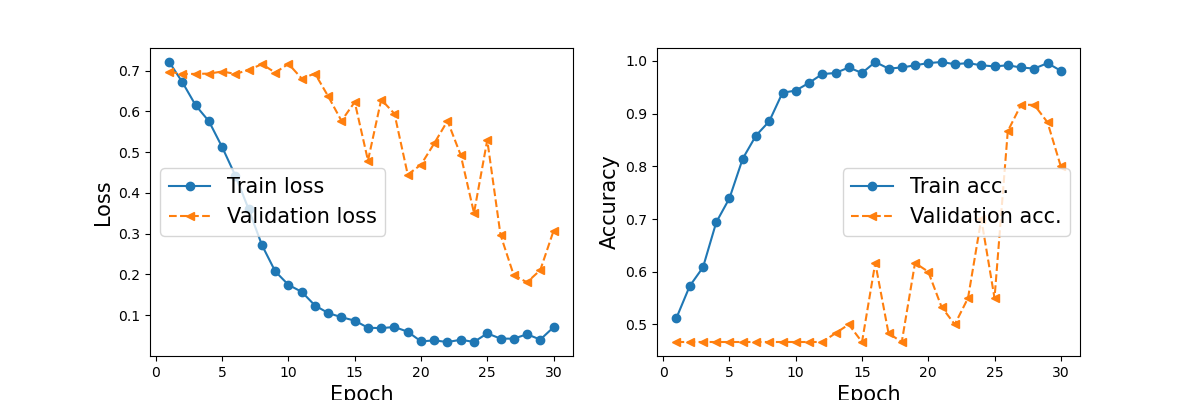 0.7
0.6
0.5
0.4
0.3
0.2
0.1
Loss
Train loss
Validation loss
0 5 10 15 20 25 30
Epoch
1.0
0.9
0.8
0.7
0.6
0.5
Accuracy
Train acc.
Validation acc.
0 5 10 15 20 25 30
Epoch